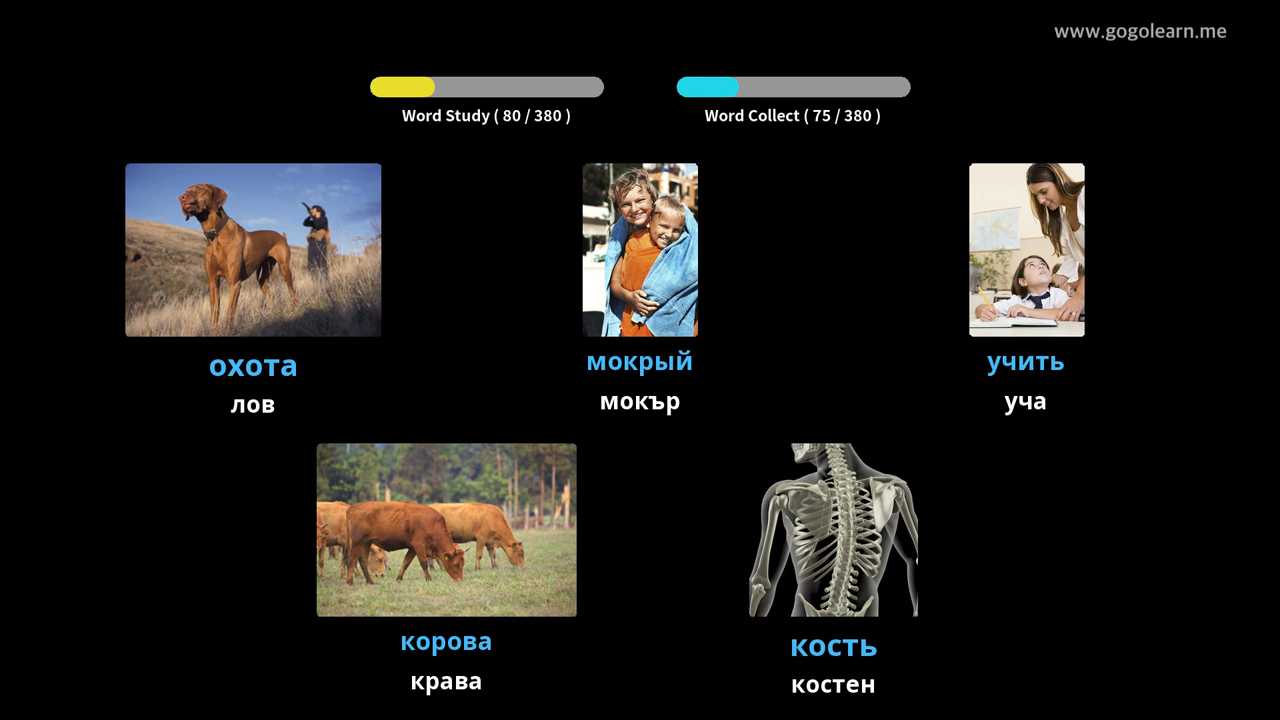 www.gogolearn.me
Word Study ( 80 / 380 )
Word Collect ( 75 / 380 )
охота
лов
мокрый
мокър
учить
уча
корова
крава
кость
костен